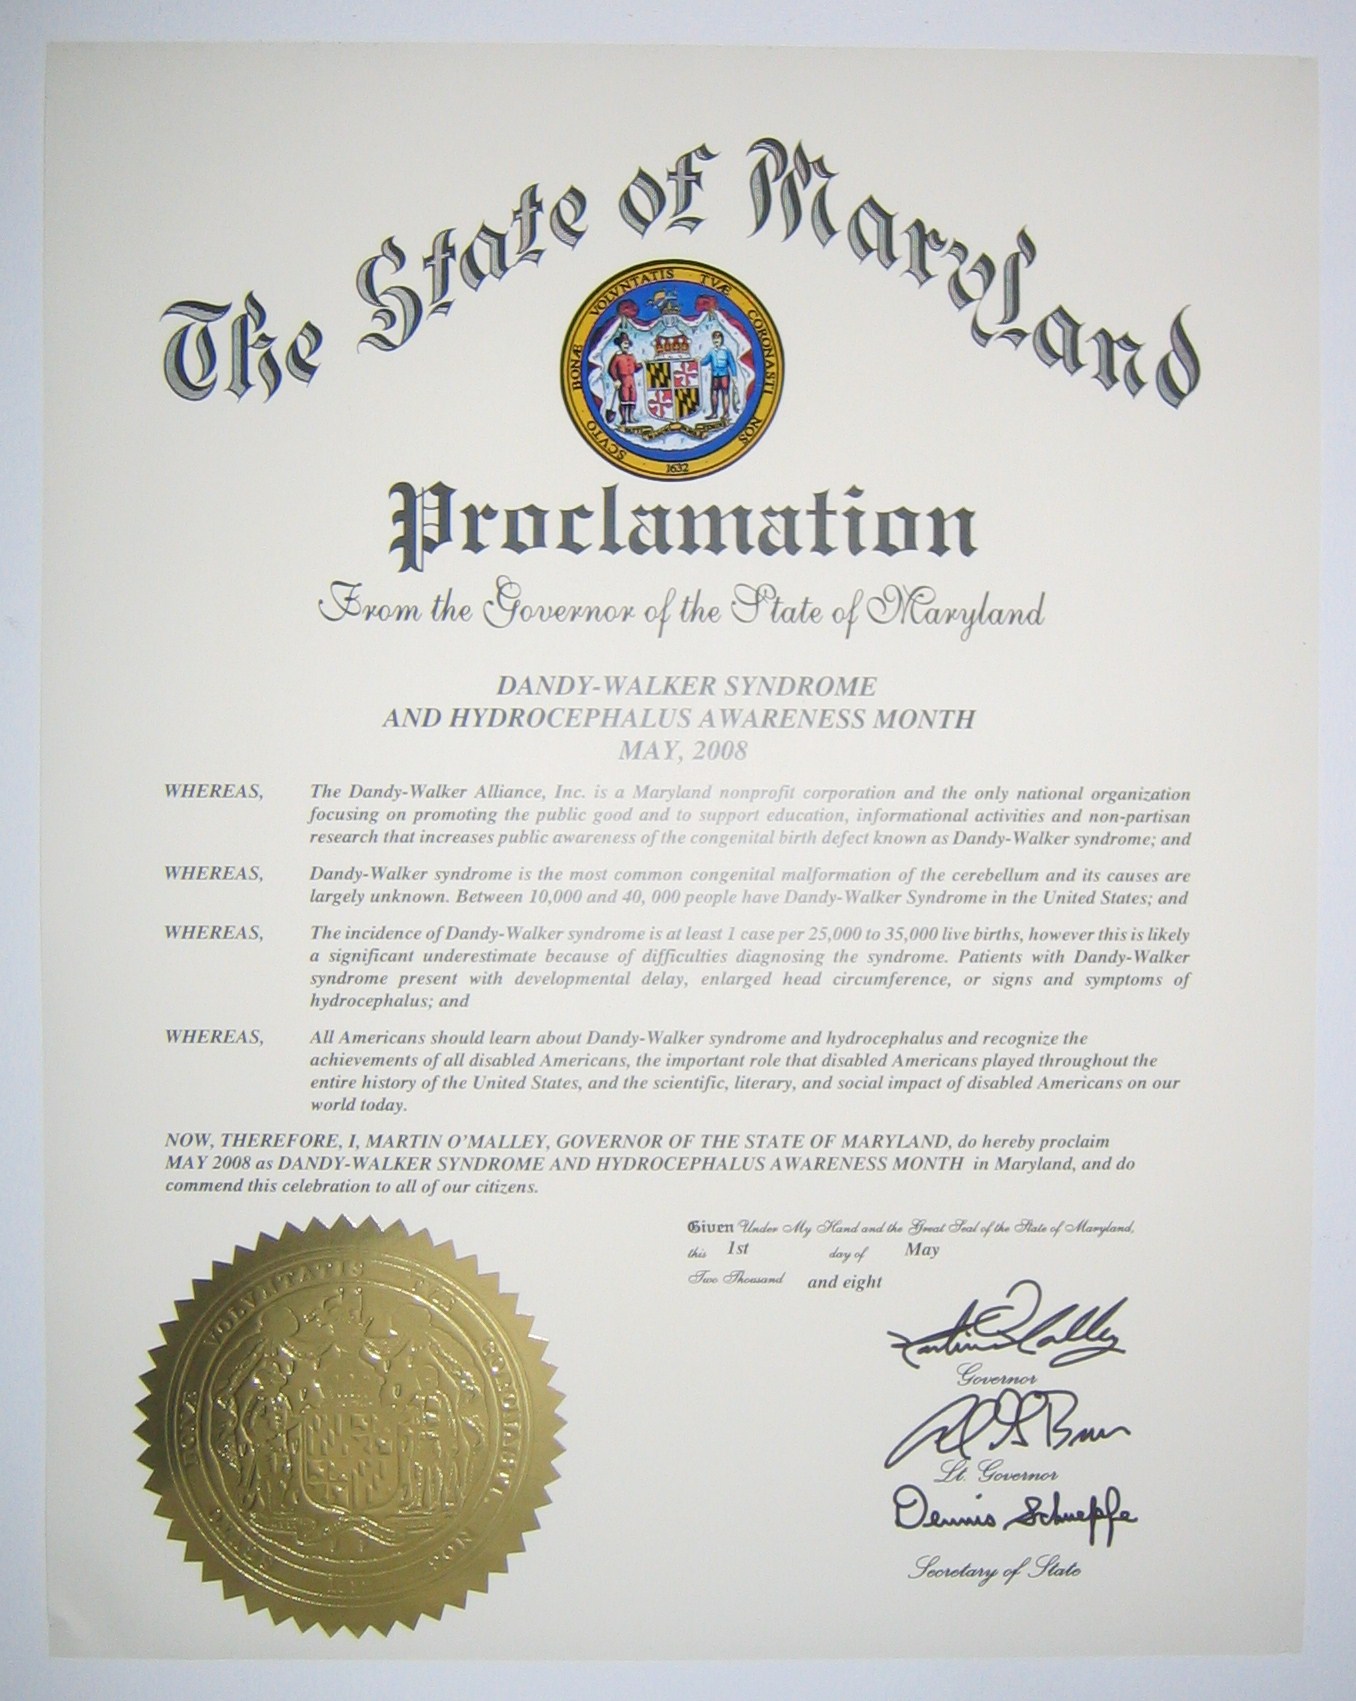 The State of Maryland
SCVTO BONÆ VOLVNTATIS TVÆ CORONASTI NOS
1632
Proclamation
From the Governor of the State of Maryland
DANDY-WALKER SYNDROME
AND HYDROCEPHALUS AWARENESS MONTH
MAY, 2008
WHEREAS, The Dandy-Walker Alliance, Inc. is a Maryland nonprofit corporation and the only national organization
focusing on promoting the public good and to support education, informational activities and non-partisan
research that increases public awareness of the congenital birth defect known as Dandy-Walker syndrome; and
WHEREAS, Dandy-Walker syndrome is the most common congenital malformation of the cerebellum and its causes are
largely unknown. Between 10,000 and 40, 000 people have Dandy-Walker Syndrome in the United States; and
WHEREAS, The incidence of Dandy-Walker syndrome is at least 1 case per 25,000 to 35,000 live births, however this is likely
a significant underestimate because of difficulties diagnosing the syndrome. Patients with Dandy-Walker
syndrome present with developmental delay, enlarged head circumference, or signs and symptoms of
hydrocephalus; and
WHEREAS, All Americans should learn about Dandy-Walker syndrome and hydrocephalus and recognize the
achievements of all disabled Americans, the important role that disabled Americans played throughout the
entire history of the United States, and the scientific, literary, and social impact of disabled Americans on our
world today.
NOW, THEREFORE, I, MARTIN O'MALLEY, GOVERNOR OF THE STATE OF MARYLAND, do hereby proclaim
MAY 2008 as DANDY-WALKER SYNDROME AND HYDROCEPHALUS AWARENESS MONTH in Maryland, and do
commend this celebration to all of our citizens.
Given Under My Hand and the Great Seal of the State of Maryland,
this 1st day of May
Two Thousand and eight
Governor
Lt. Governor
Dennis Schnepfe
Secretary of State
BONÆ VOLVNTATIS TVÆ CORONASTI NOS